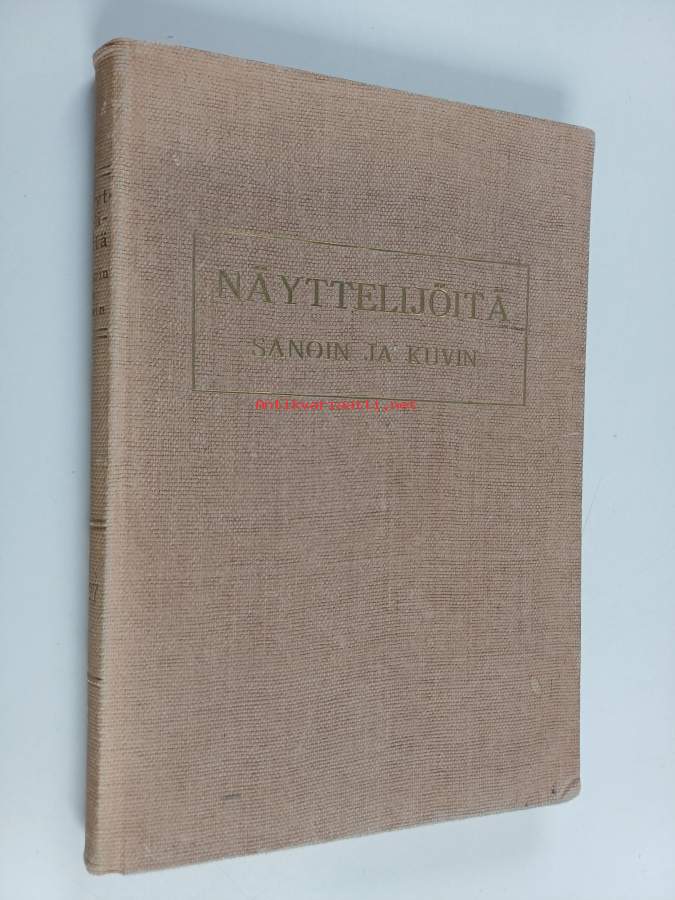 NÄYTTELIJÖITÄ
SANOIN JA KUVIN
Antikvariaatti.net